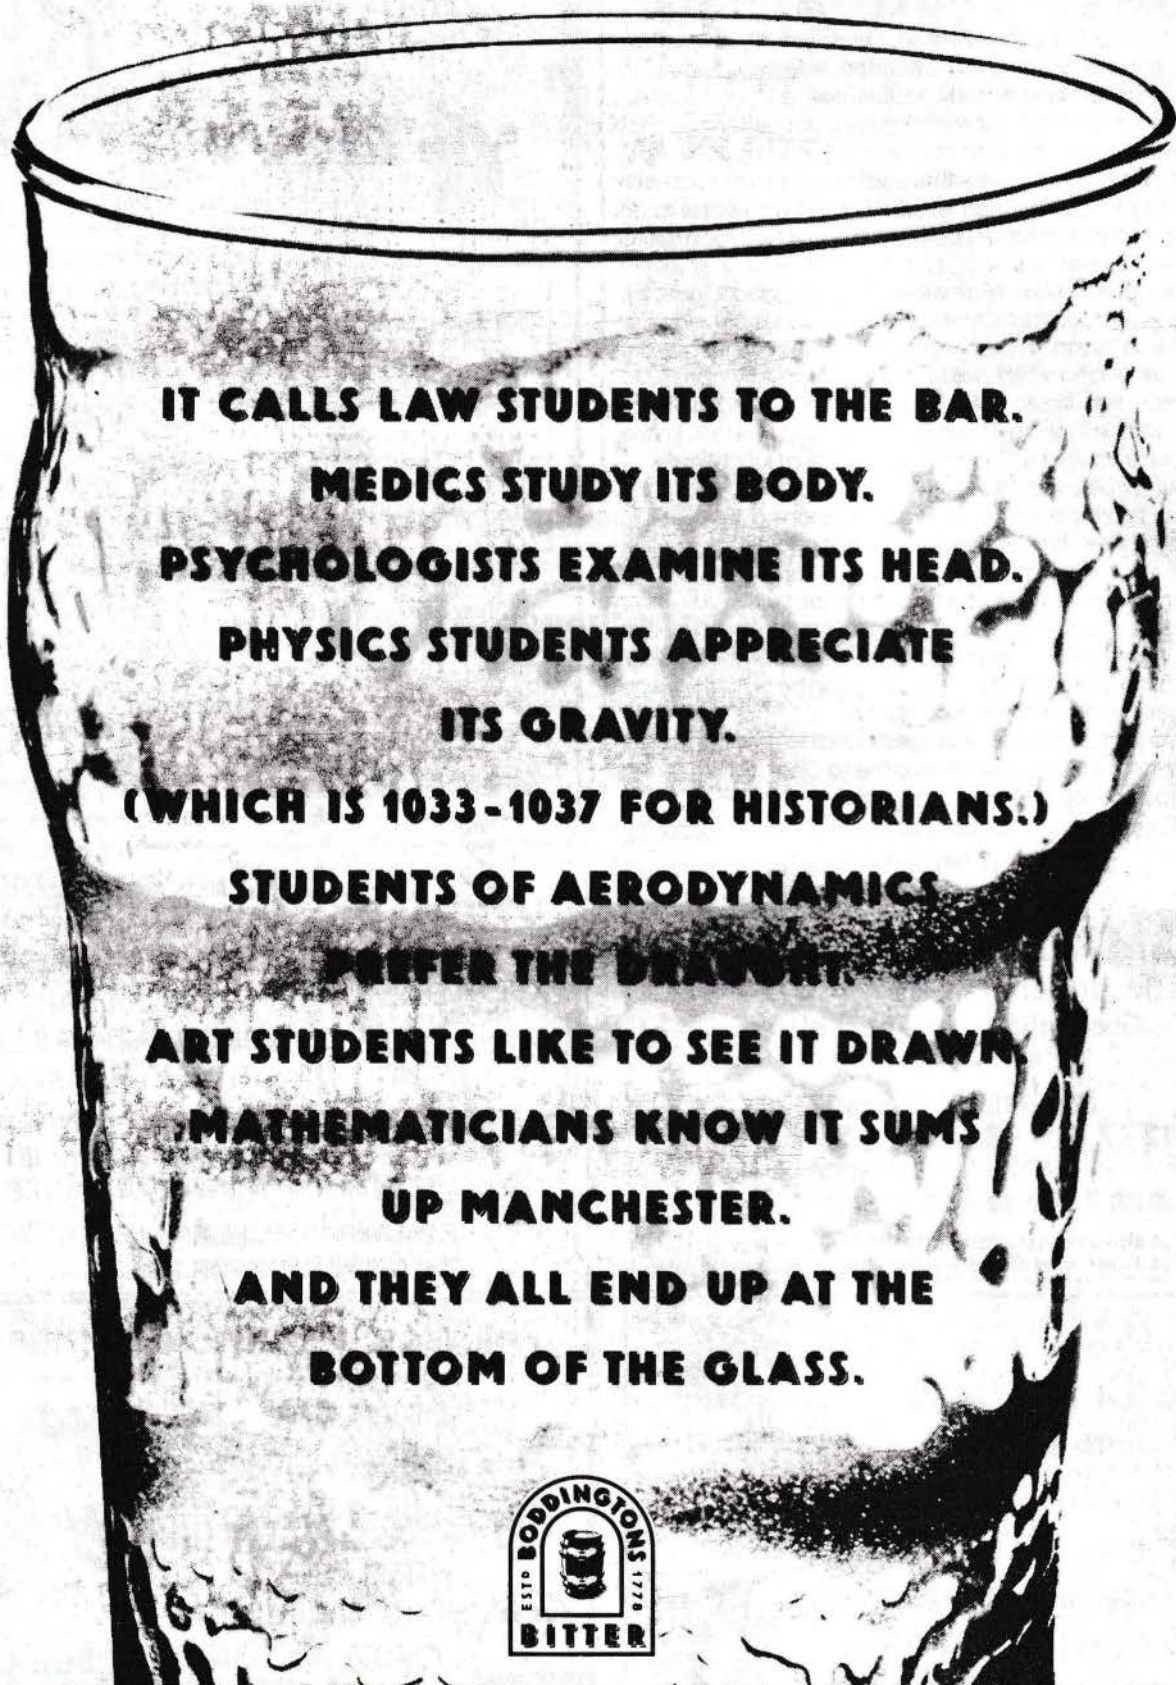 IT CALLS LAW STUDENTS TO THE BAR.
MEDICS STUDY ITS BODY.
PSYCHOLOGISTS EXAMINE ITS HEAD.
PHYSICS STUDENTS APPRECIATE
ITS GRAVITY.
(WHICH IS 1033-1037 FOR HISTORIANS.)
STUDENTS OF AERODYNAMICS
PREFER THE DRAUGHT.
ART STUDENTS LIKE TO SEE IT DRAWN.
MATHEMATICIANS KNOW IT SUMS
UP MANCHESTER.
AND THEY ALL END UP AT THE
BOTTOM OF THE GLASS.
ESTD BODDINGTONS 1778
BITTER